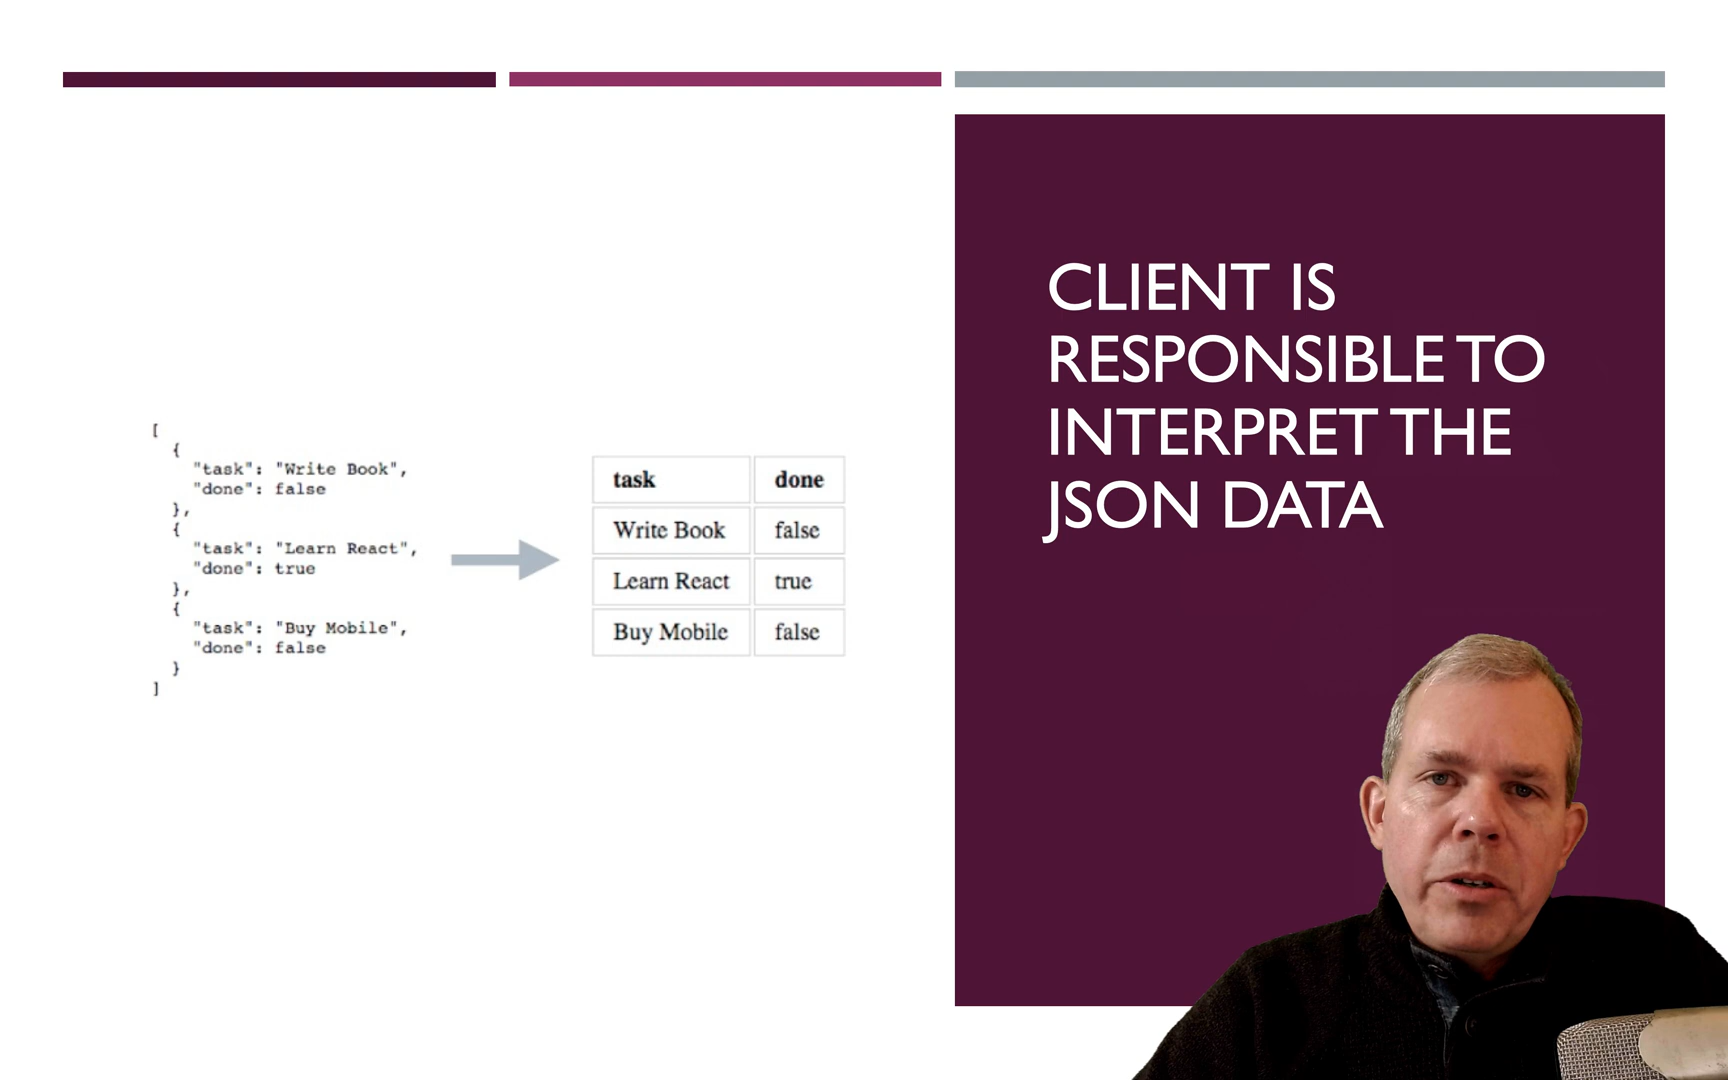 [
{
"task": "Write Book",
"done": false
},
{
"task": "Learn React",
"done": true
},
{
"task": "Buy Mobile",
"done": false
}
]
task done
Write Book false
Learn React true
Buy Mobile false
CLIENT IS
RESPONSIBLE TO
INTERPRET THE
JSON DATA